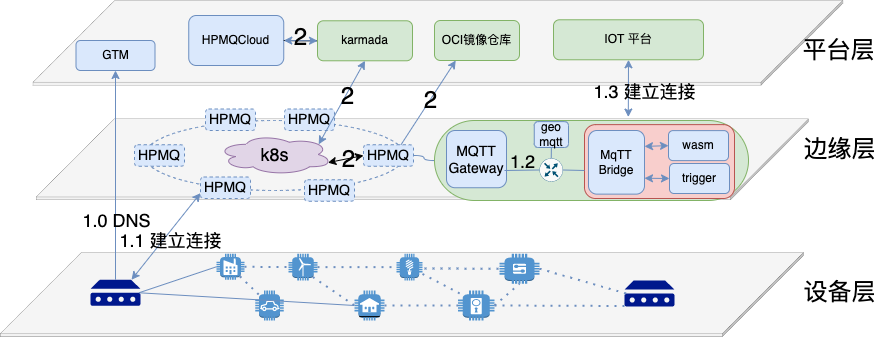 GTM
HPMQCloud
2
karmada
OCI镜像仓库
IOT 平台
平台层
2
2
1.3 建立连接
HPMQ
HPMQ
HPMQ
k8s
2
HPMQ
HPMQ
HPMQ
MQTT
Gateway
1.2
geo
mqtt
MqTT
Bridge
wasm
trigger
边缘层
1.0 DNS
1.1 建立连接
设备层